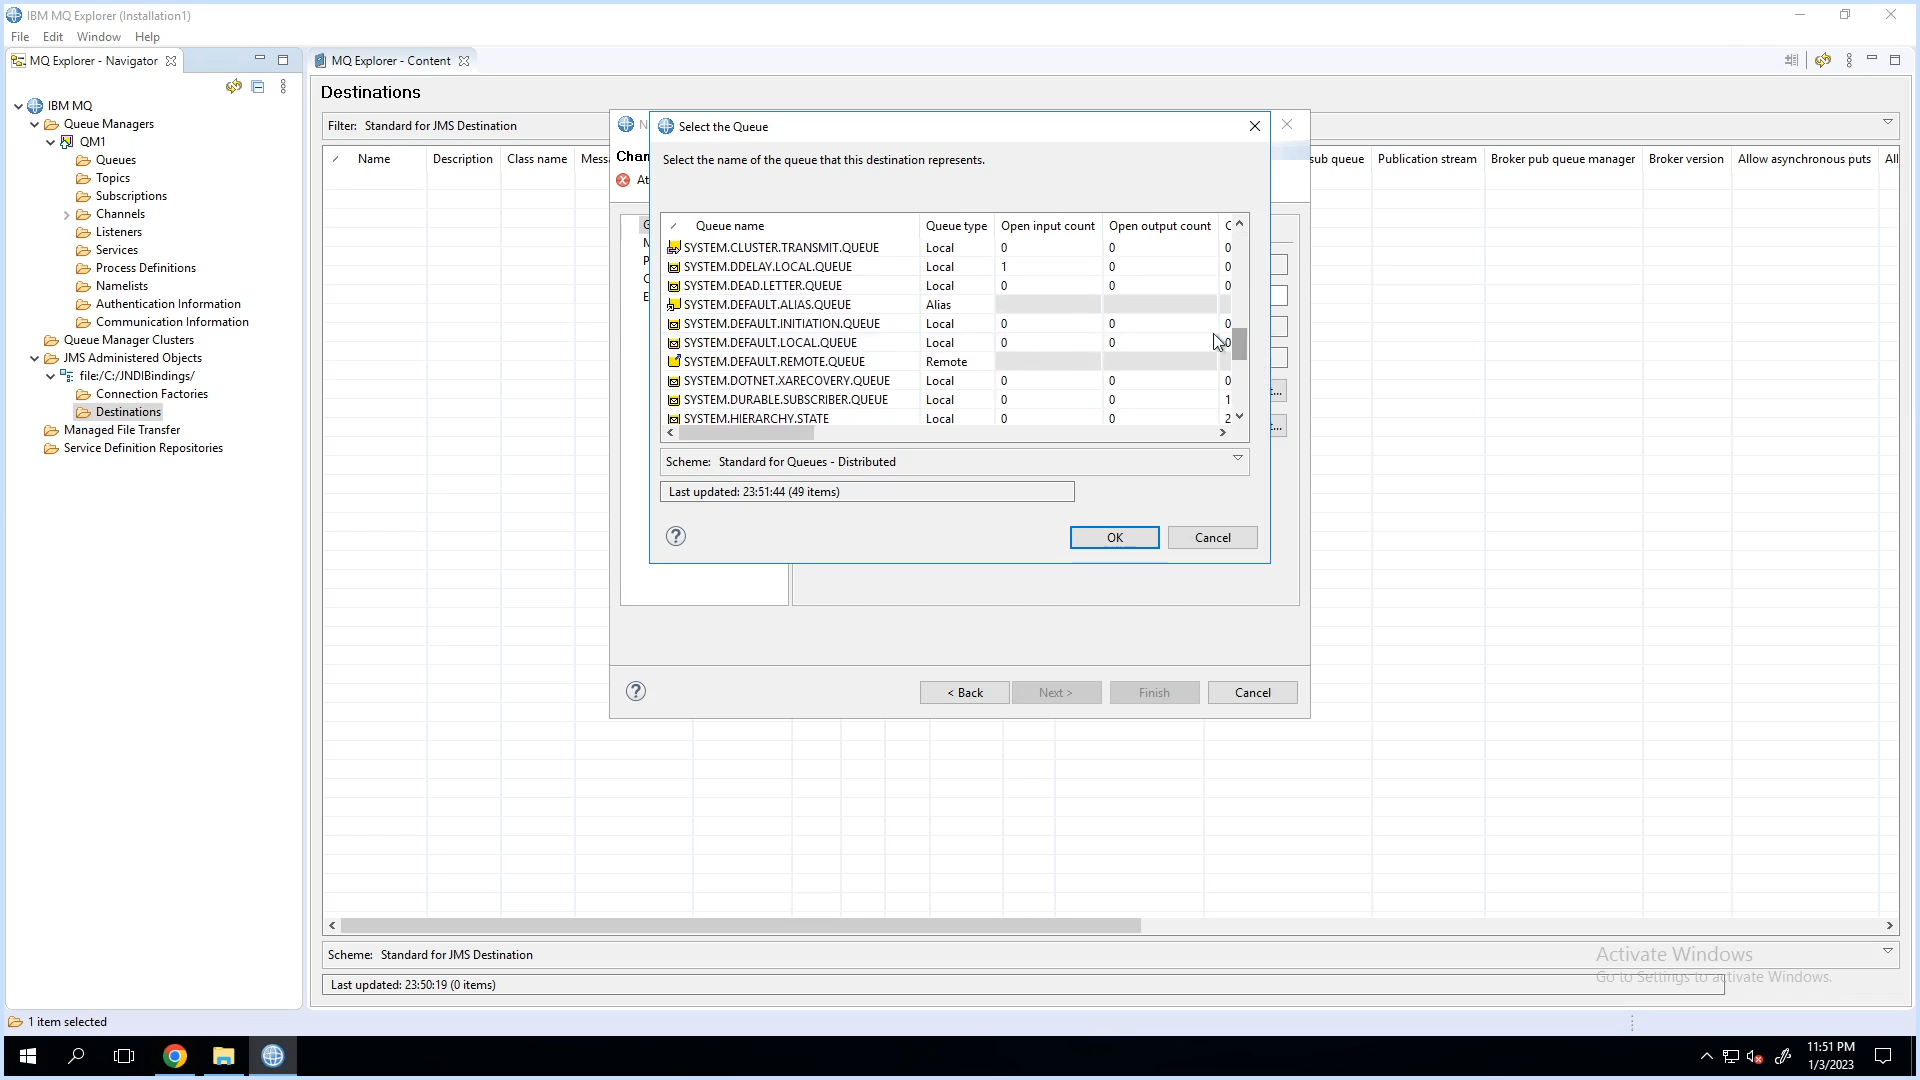 IBM MQ Explorer (Installation1)
File Edit Window Help
MQ Explorer - Navigator
MQ Explorer - Content
IBM MQ
Queue Managers
QM1
Queues
Topics
Subscriptions
Channels
Listeners
Services
Process Definitions
Namelists
Authentication Information
Communication Information
Queue Manager Clusters
JMS Administered Objects
file:/C:/JNDIBindings/
Connection Factories
Destinations
Managed File Transfer
Service Definition Repositories
Destinations
Filter: Standard for JMS Destination
Name Description Class name Mess sub queue Publication stream Broker pub queue manager Broker version Allow asynchronous puts All
Select the Queue
Select the name of the queue that this destination represents.
Queue name Queue type Open input count Open output count C
SYSTEM.CLUSTER.TRANSMIT.QUEUE Local 0 0 0
SYSTEM.DDELAY.LOCAL.QUEUE Local 1 0 0
SYSTEM.DEAD.LETTER.QUEUE Local 0 0 0
SYSTEM.DEFAULT.ALIAS.QUEUE Alias
SYSTEM.DEFAULT.INITIATION.QUEUE Local 0 0 0
SYSTEM.DEFAULT.LOCAL.QUEUE Local 0 0 0
SYSTEM.DEFAULT.REMOTE.QUEUE Remote
SYSTEM.DOTNET.XARECOVERY.QUEUE Local 0 0 0
SYSTEM.DURABLE.SUBSCRIBER.QUEUE Local 0 0 1
SYSTEM.HIERARCHY.STATE Local 0 0 2
Scheme: Standard for Queues - Distributed
Last updated: 23:51:44 (49 items)
OK Cancel
< Back Next > Finish Cancel
Scheme: Standard for JMS Destination
Last updated: 23:50:19 (0 items)
Activate Windows
Go to Settings to activate Windows.
1 item selected
11:51 PM
1/3/2023